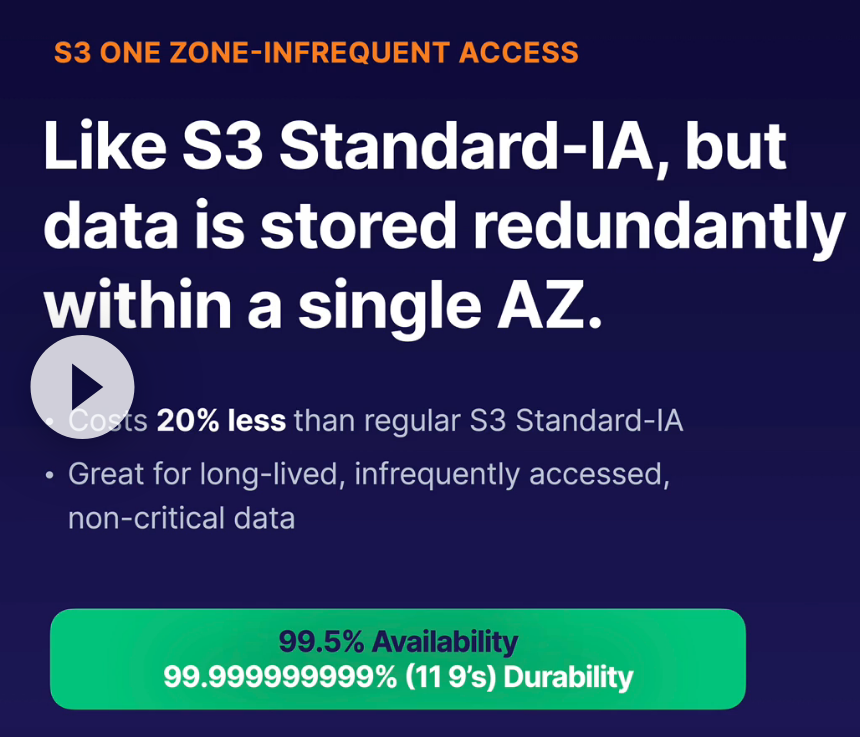 S3 ONE ZONE-INFREQUENT ACCESS
Like S3 Standard-IA, but
data is stored redundantly
within a single AZ.
• Costs 20% less than regular S3 Standard-IA
• Great for long-lived, infrequently accessed,
non-critical data
99.5% Availability
99.999999999% (11 9's) Durability